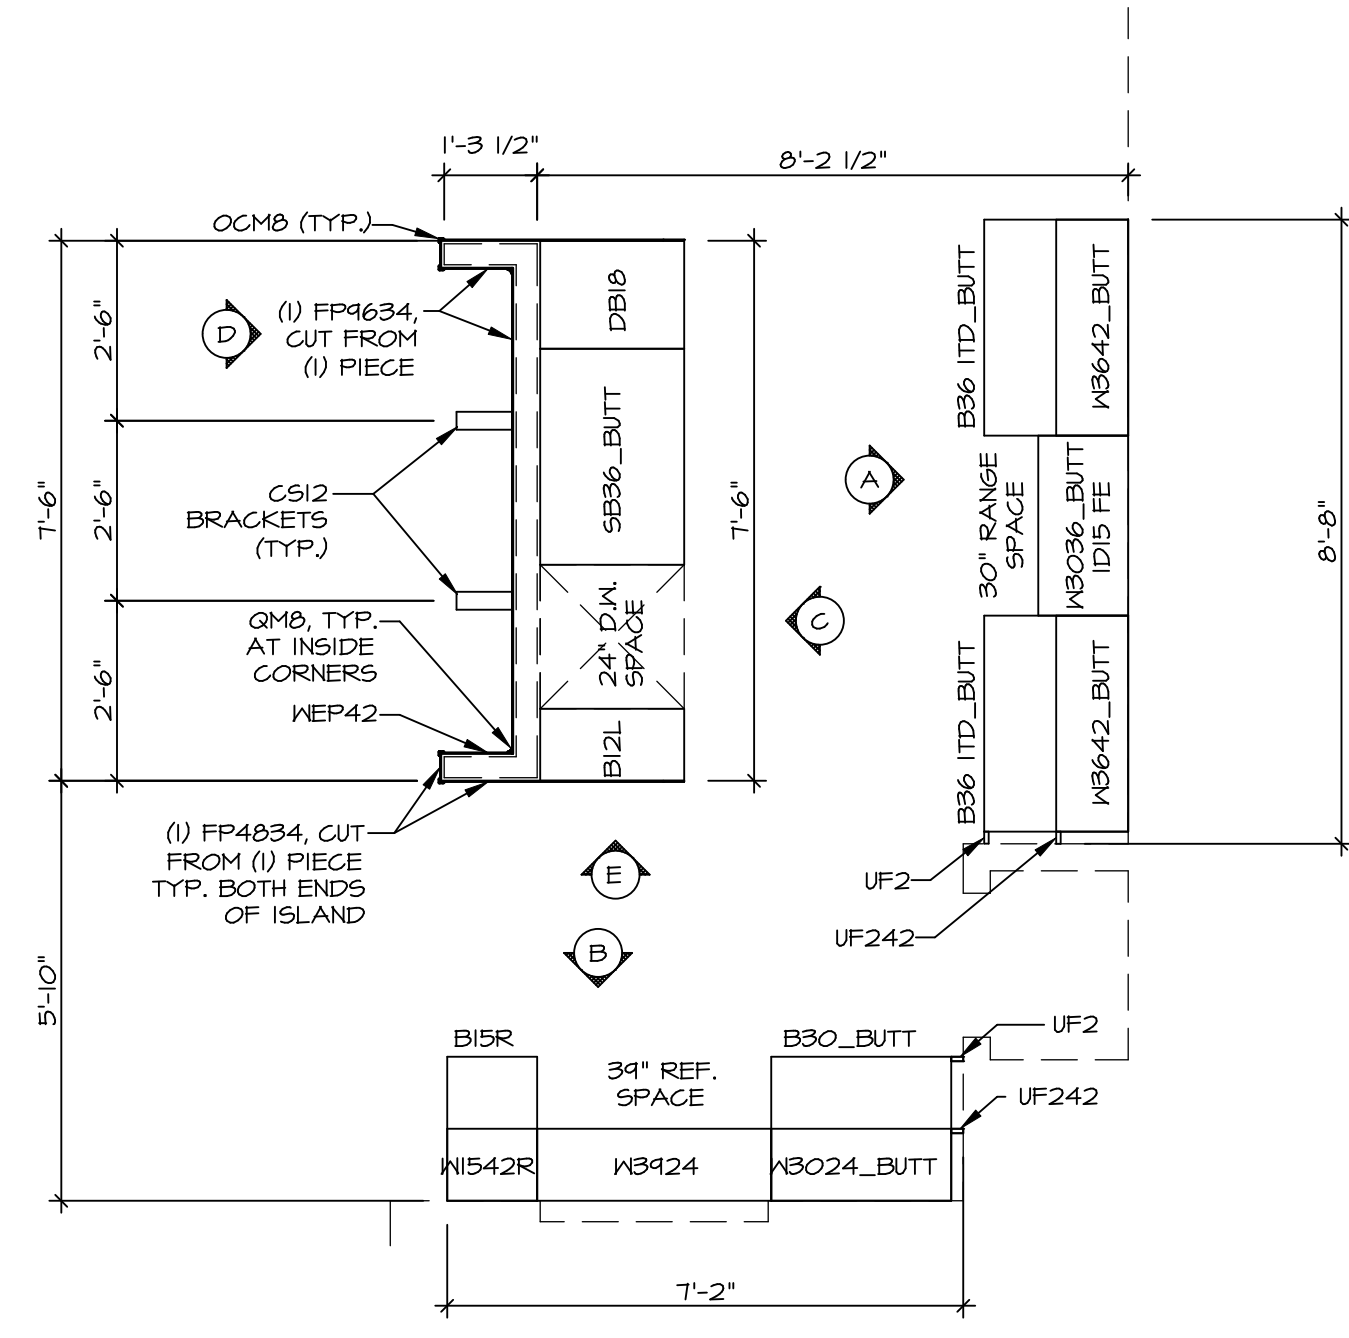 1'-3 1/2"
8'-2 1/2"
OCM8 (TYP.)
2'-6"
D
(1) FP9634,
CUT FROM
(1) PIECE
DB18
B36 1TD_BUTT
W3642_BUTT
7'-6"
2'-6"
CS12
BRACKETS
(TYP.)
SB36_BUTT
7'-6"
A
30" RANGE
SPACE
W3036_BUTT
1D15 FE
8'-8"
2'-6"
QM8, TYP.
AT INSIDE
CORNERS
WEP42
24" D.W.
SPACE
C
B12L
B36 1TD_BUTT
W3642_BUTT
(1) FP4834, CUT
FROM (1) PIECE
TYP. BOTH ENDS
OF ISLAND
E
UF2
UF242
B
5'-10"
B15R
39" REF.
SPACE
B30_BUTT
UF2
UF242
W1542R
W3924
W3024_BUTT
7'-2"